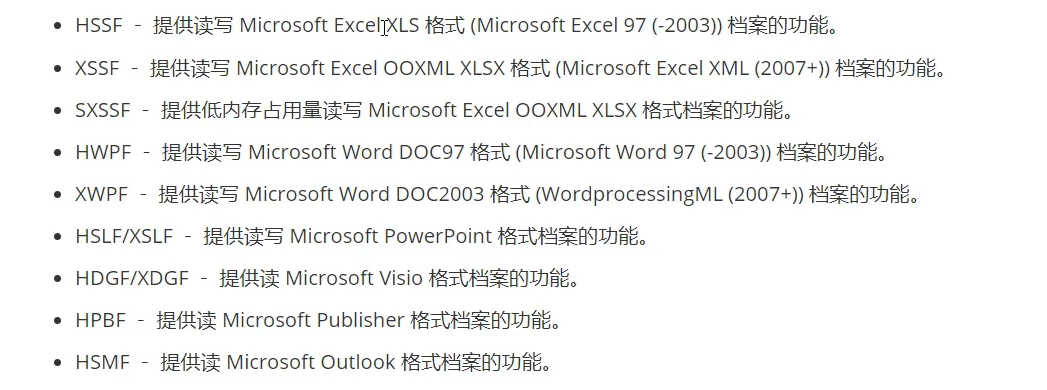 HSSF － 提供读写 Microsoft Excel XLS 格式 (Microsoft Excel 97 (-2003)) 档案的功能。
XSSF － 提供读写 Microsoft Excel OOXML XLSX 格式 (Microsoft Excel XML (2007+)) 档案的功能。
SXSSF － 提供低内存占用量读写 Microsoft Excel OOXML XLSX 格式档案的功能。
HWPF － 提供读写 Microsoft Word DOC97 格式 (Microsoft Word 97 (-2003)) 档案的功能。
XWPF － 提供读写 Microsoft Word DOC2003 格式 (WordprocessingML (2007+)) 档案的功能。
HSLF/XSLF － 提供读写 Microsoft PowerPoint 格式档案的功能。
HDGF/XDGF － 提供读 Microsoft Visio 格式档案的功能。
HPBF － 提供读 Microsoft Publisher 格式档案的功能。
HSMF － 提供读 Microsoft Outlook 格式档案的功能。